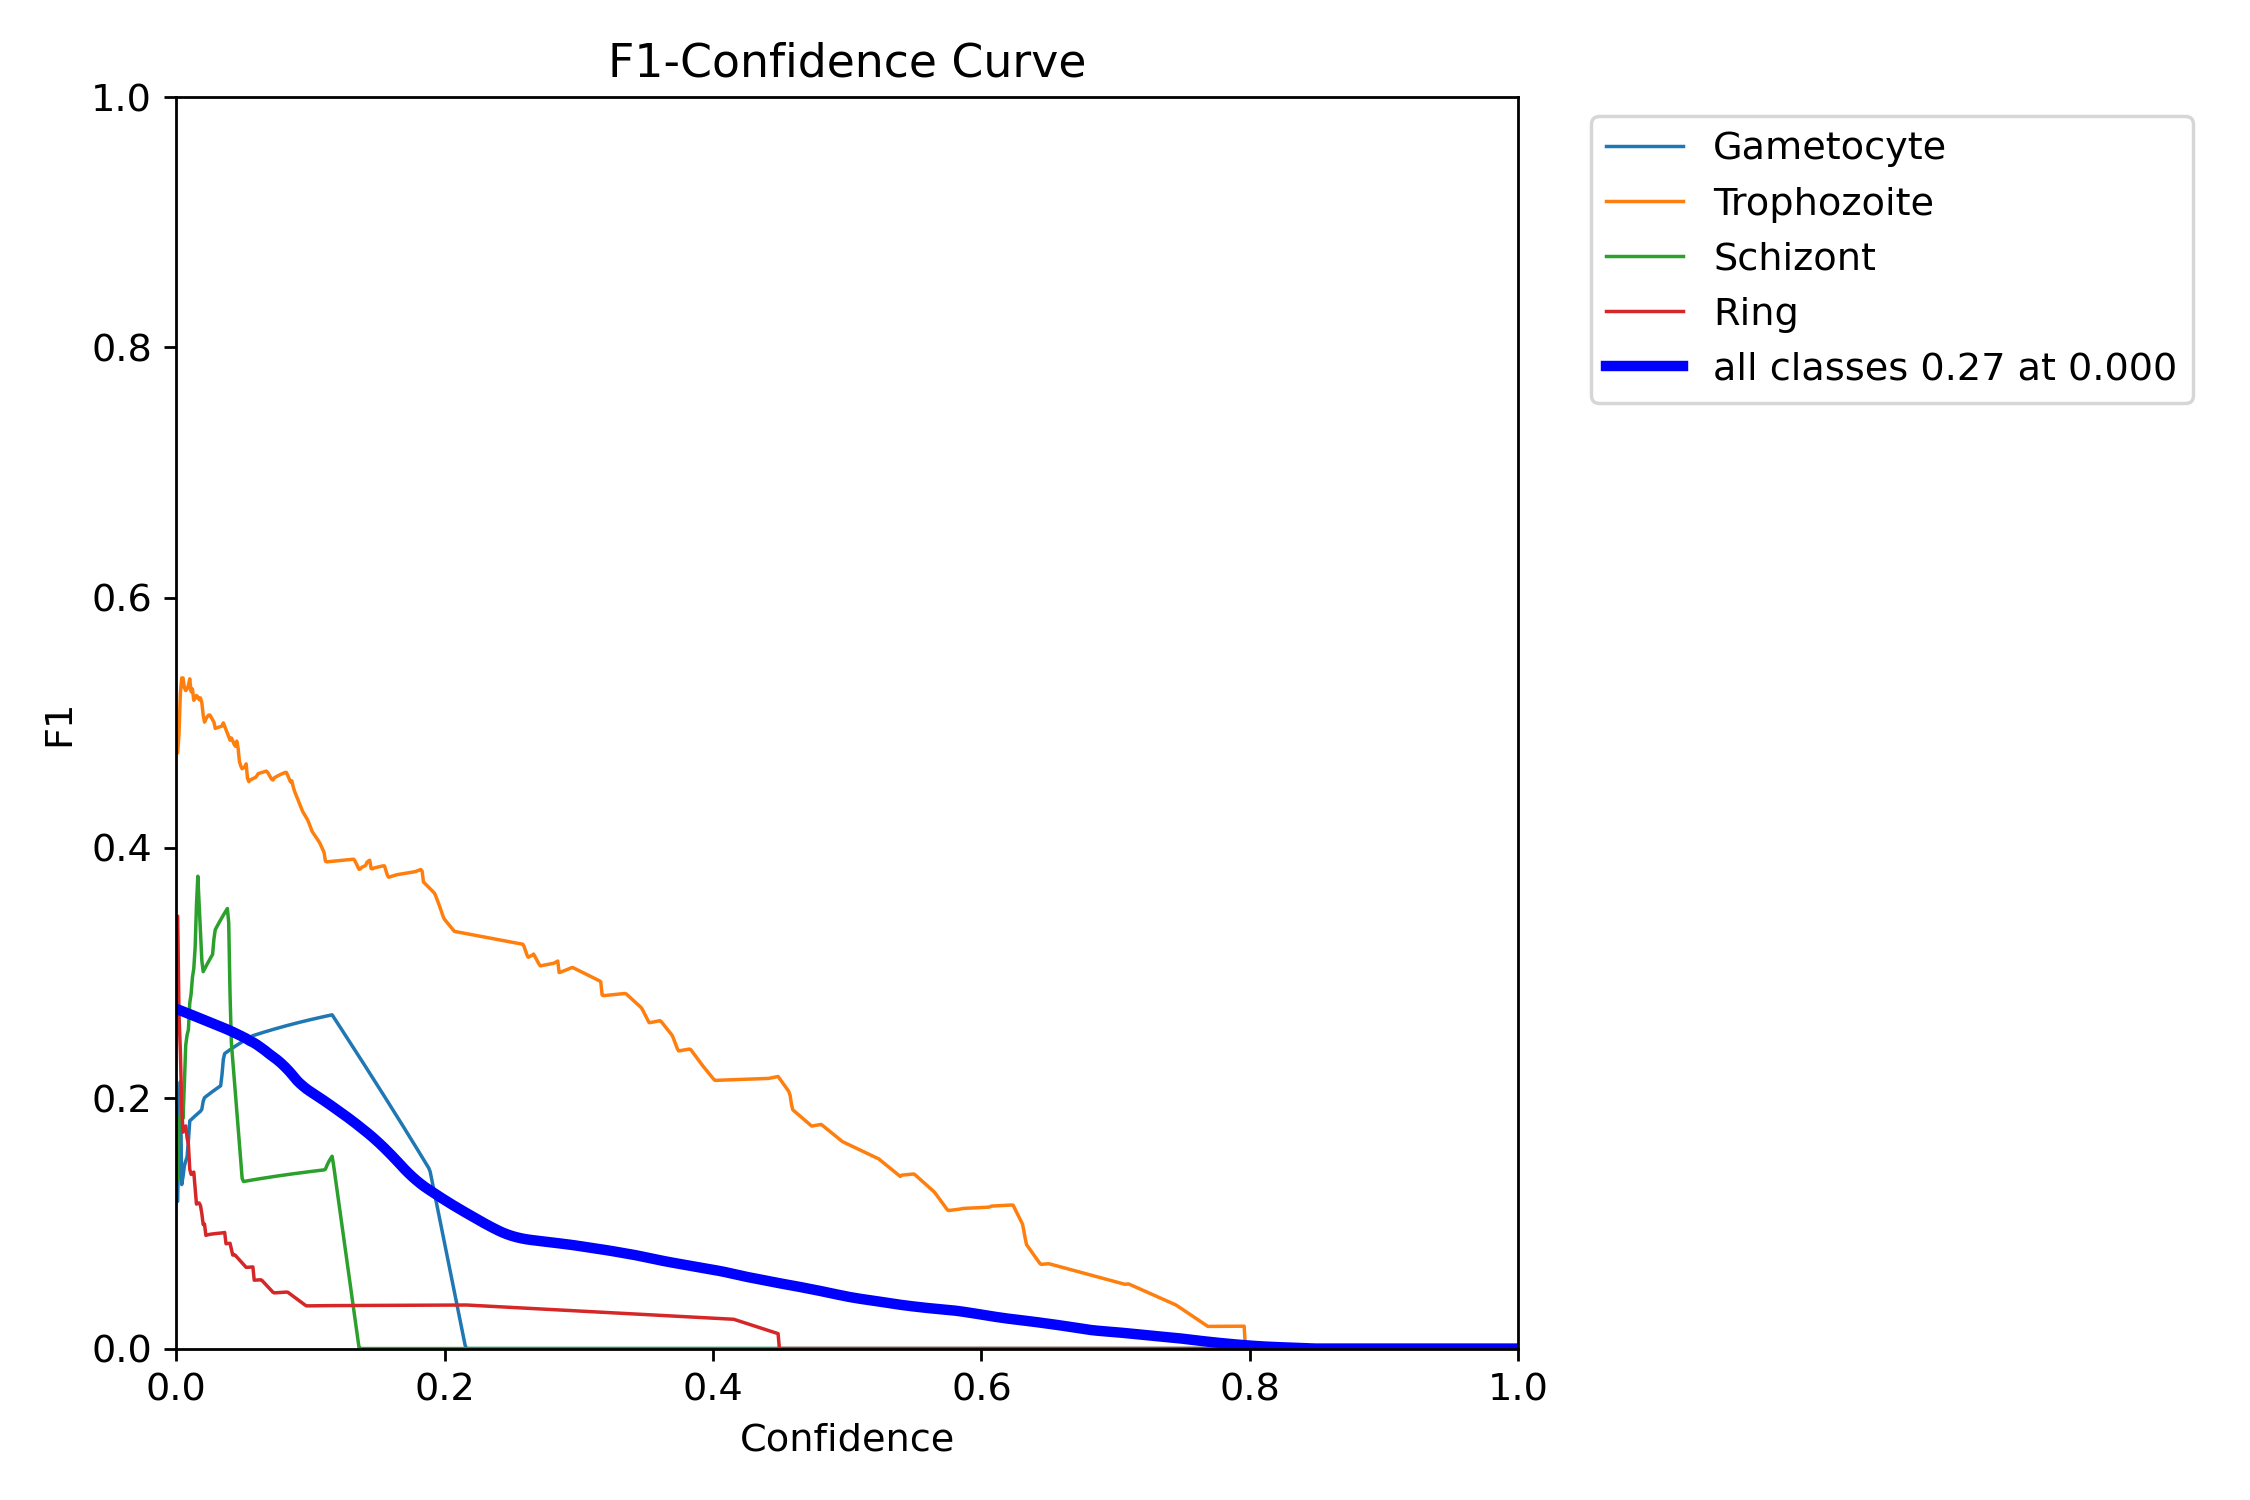 F1-Confidence Curve
1.0
0.8
0.6
0.4
0.2
0.0
F1
0.0 0.2 0.4 0.6 0.8 1.0
Confidence
Gametocyte
Trophozoite
Schizont
Ring
all classes 0.27 at 0.000